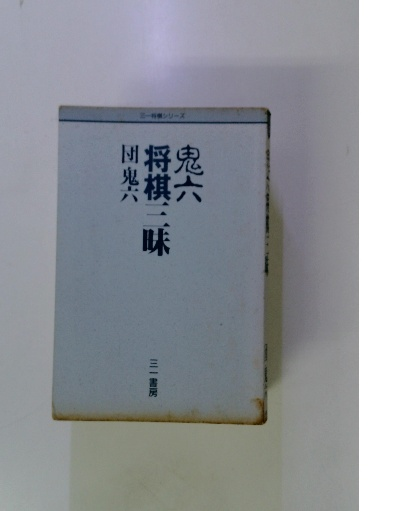 三一将棋シリーズ
鬼六
将棋三昧
団鬼六
三一書房